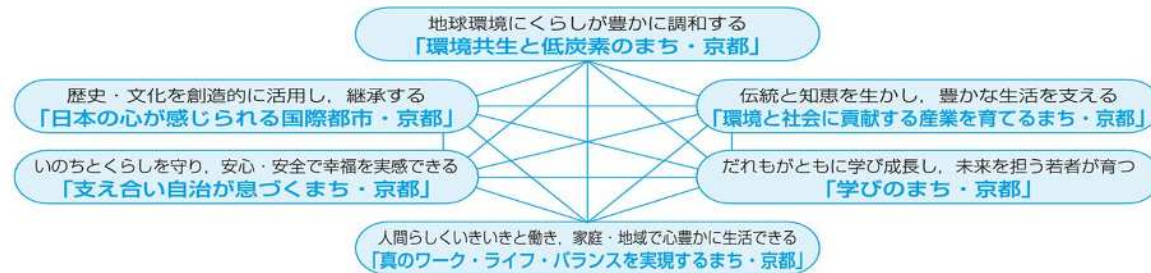 地球環境にくらしが豊かに調和する
「環境共生と低炭素のまち・京都」
歴史・文化を創造的に活用し，継承する
「日本の心が感じられる国際都市・京都」
伝統と知恵を生かし，豊かな生活を支える
「環境と社会に貢献する産業を育てるまち・京都」
いのちとくらしを守り，安心・安全で幸福を実感できる
「支え合い自治が息づくまち・京都」
だれもがともに学び成長し，未来を担う若者が育つ
「学びのまち・京都」
人間らしくいきいきと働き，家庭・地域で心豊かに生活できる
「真のワーク・ライフ・バランスを実現するまち・京都」